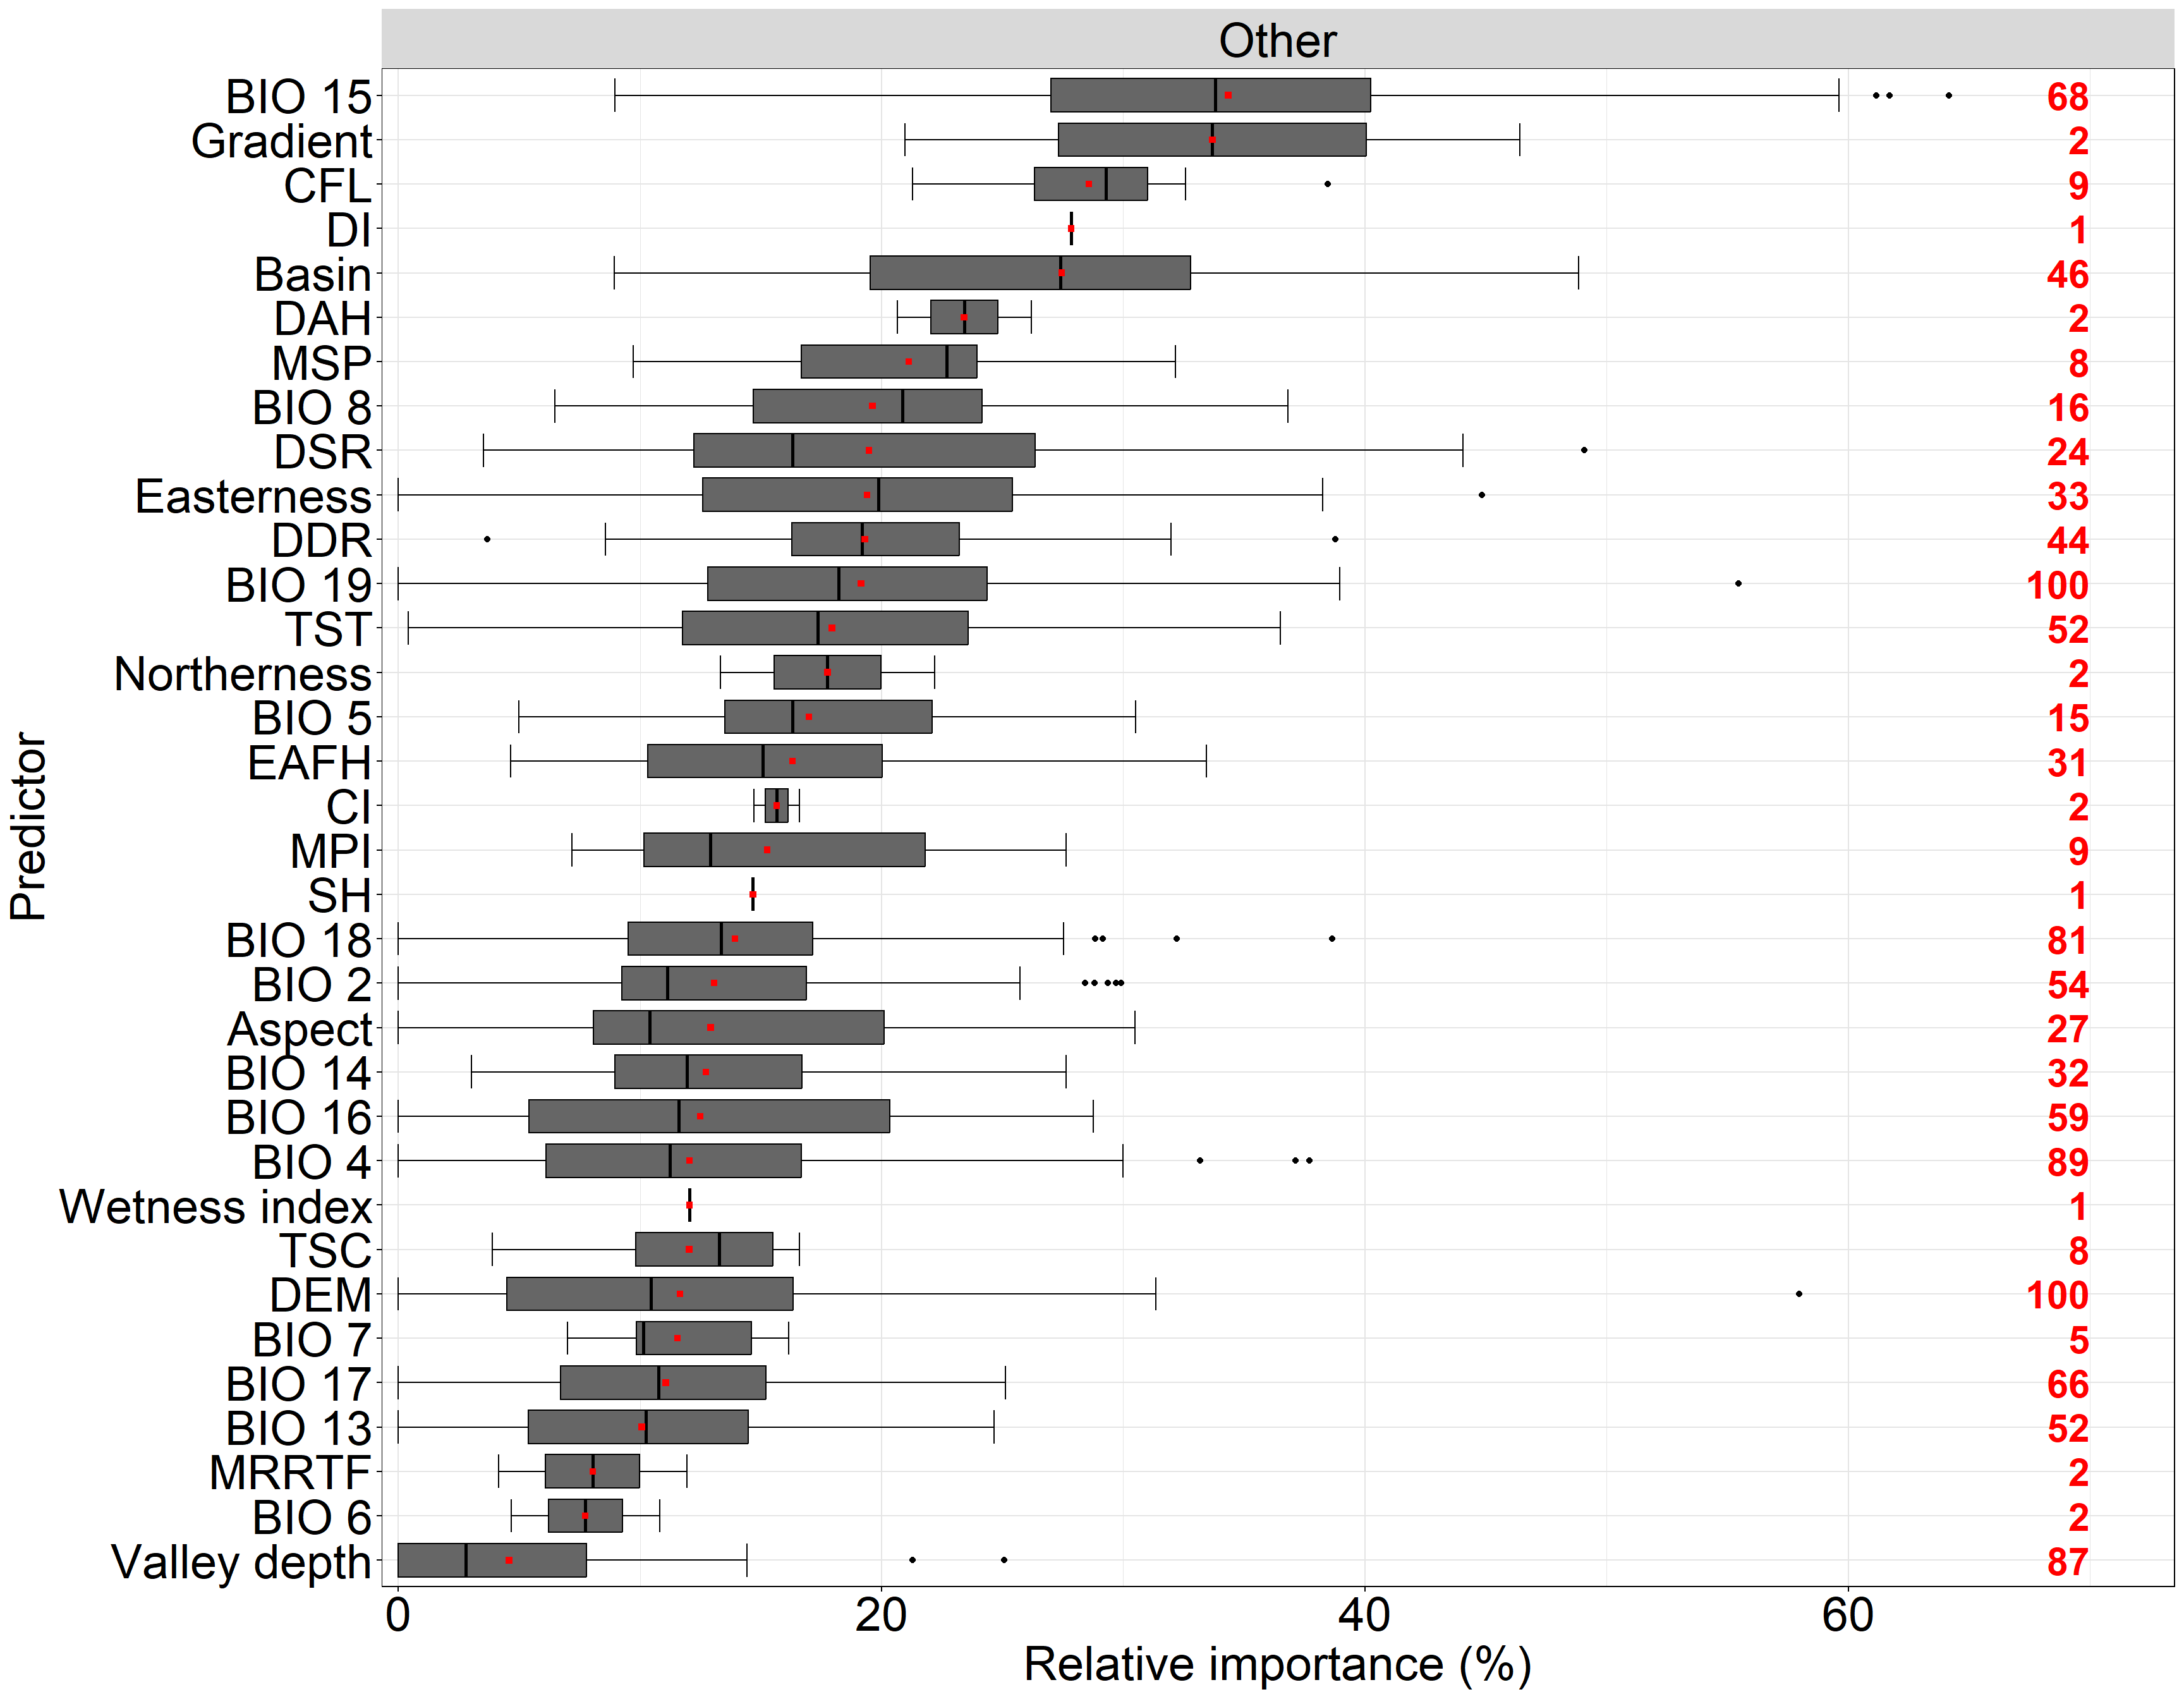 Other
BIO 15 68
Gradient 2
CFL 9
DI 1
Basin 46
DAH 2
MSP 8
BIO 8 16
DSR 24
Easterness 33
DDR 44
BIO 19 100
TST 52
Northerness 2
BIO 5 15
EAFH 31
CI 2
MPI 9
SH 1
BIO 18 81
BIO 2 54
Aspect 27
BIO 14 32
BIO 16 59
BIO 4 89
Wetness index 1
TSC 8
DEM 100
BIO 7 5
BIO 17 66
BIO 13 52
MRRTF 2
BIO 6 2
Valley depth 87
Predictor
0 20 40 60
Relative importance (%)